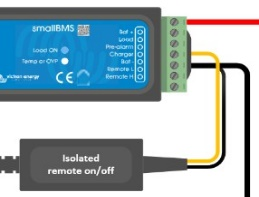 smallBMS
Bat +
Load
Pre-alarm
Load ON
Charger
Temp or OVP
Bat -
Remote L
victron energy
CE
Remote H
Isolated
remote on/off